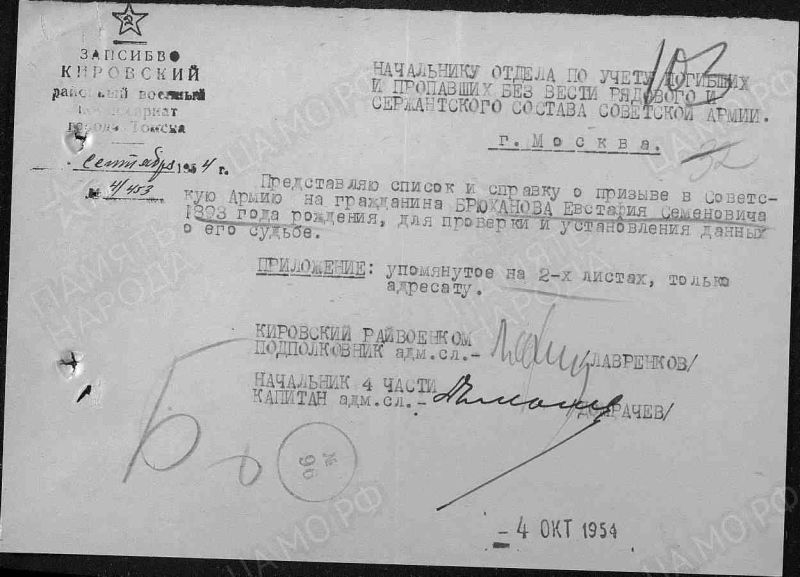 ЗАПСИБВО
КИРОВСКИЙ
районный военный
комиссариат
города Томска
сентября 1954 г.
№ 4/453
103
НАЧАЛЬНИКУ ОТДЕЛА ПО УЧЕТУ ПОГИБШИХ
И ПРОПАВШИХ БЕЗ ВЕСТИ РЯДОВОГО И
СЕРЖАНТСКОГО СОСТАВА СОВЕТСКОЙ АРМИИ.
г. Москва.
32
Представляю список и справку о призыве в Советс-
кую Армию на гражданина БРЮХАНОВА Евстафия Семеновича
1893 года рождения, для проверки и установления данных
о его судьбе.
ПРИЛОЖЕНИЕ: упомянутое на 2-х листах, только
адресату.
КИРОВСКИЙ РАЙВОЕНКОМ
ПОДПОЛКОВНИК адм.сл.- /ЛАВРЕНКОВ/
НАЧАЛЬНИК 4 ЧАСТИ
КАПИТАН адм.сл.- /ДОМРАЧЕВ/
№
96
- 4 ОКТ 1954
ПАМЯТЬ
НАРОДА
ЦАМО.РФ